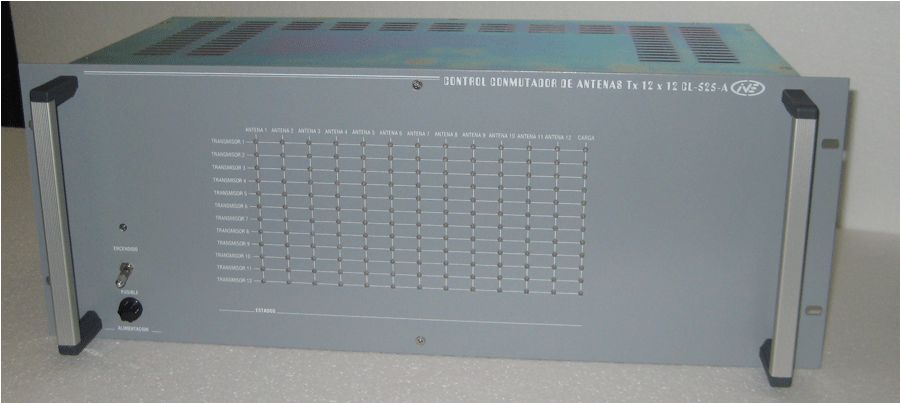 CONTROL CONMUTADOR DE ANTENAS Tx 12 x 12 CL-525-A
ANTENA 1 ANTENA 2 ANTENA 3 ANTENA 4 ANTENA 5 ANTENA 6 ANTENA 7 ANTENA 8 ANTENA 9 ANTENA 10 ANTENA 11 ANTENA 12 CARGA
TRANSMISOR 1
TRANSMISOR 2
TRANSMISOR 3
TRANSMISOR 4
TRANSMISOR 5
TRANSMISOR 6
TRANSMISOR 7
TRANSMISOR 8
TRANSMISOR 9
TRANSMISOR 10
TRANSMISOR 11
TRANSMISOR 12
ENCENDIDO
FUSIBLE
ALIMENTACION
ESTADOS